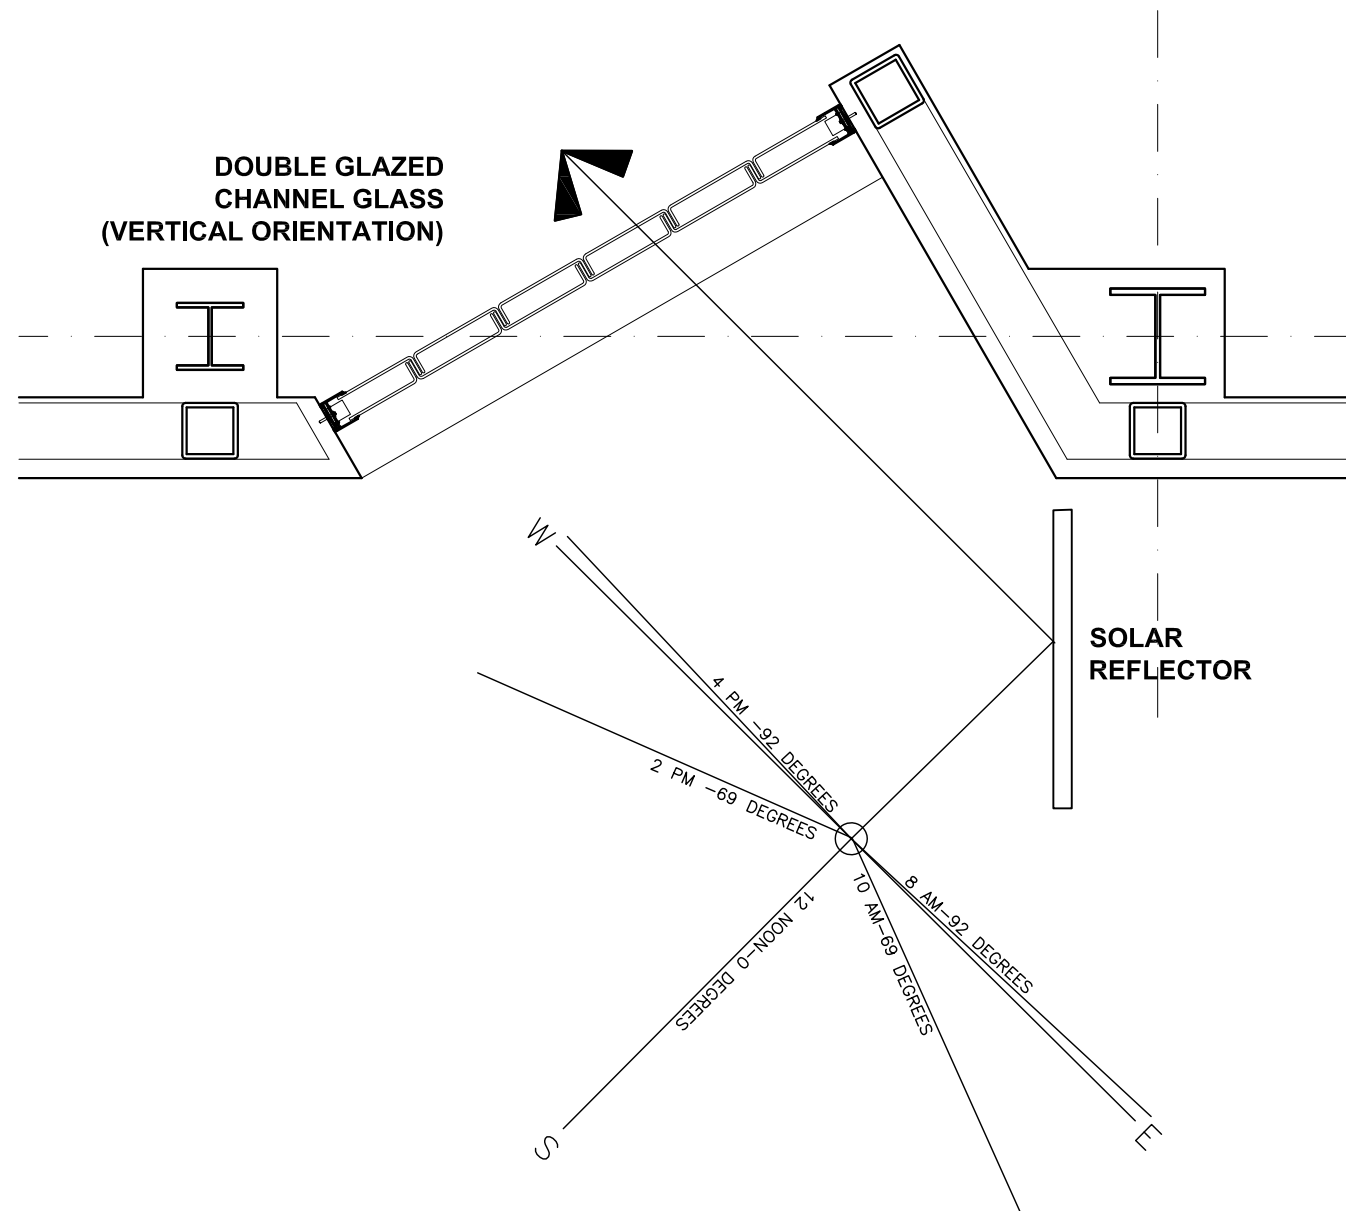 DOUBLE GLAZED
CHANNEL GLASS
(VERTICAL ORIENTATION)
W
SOLAR
REFLECTOR
4 PM -92 DEGREES
2 PM -69 DEGREES
12 NOON-0 DEGREES
10 AM-69 DEGREES
8 AM-92 DEGREES
S
E